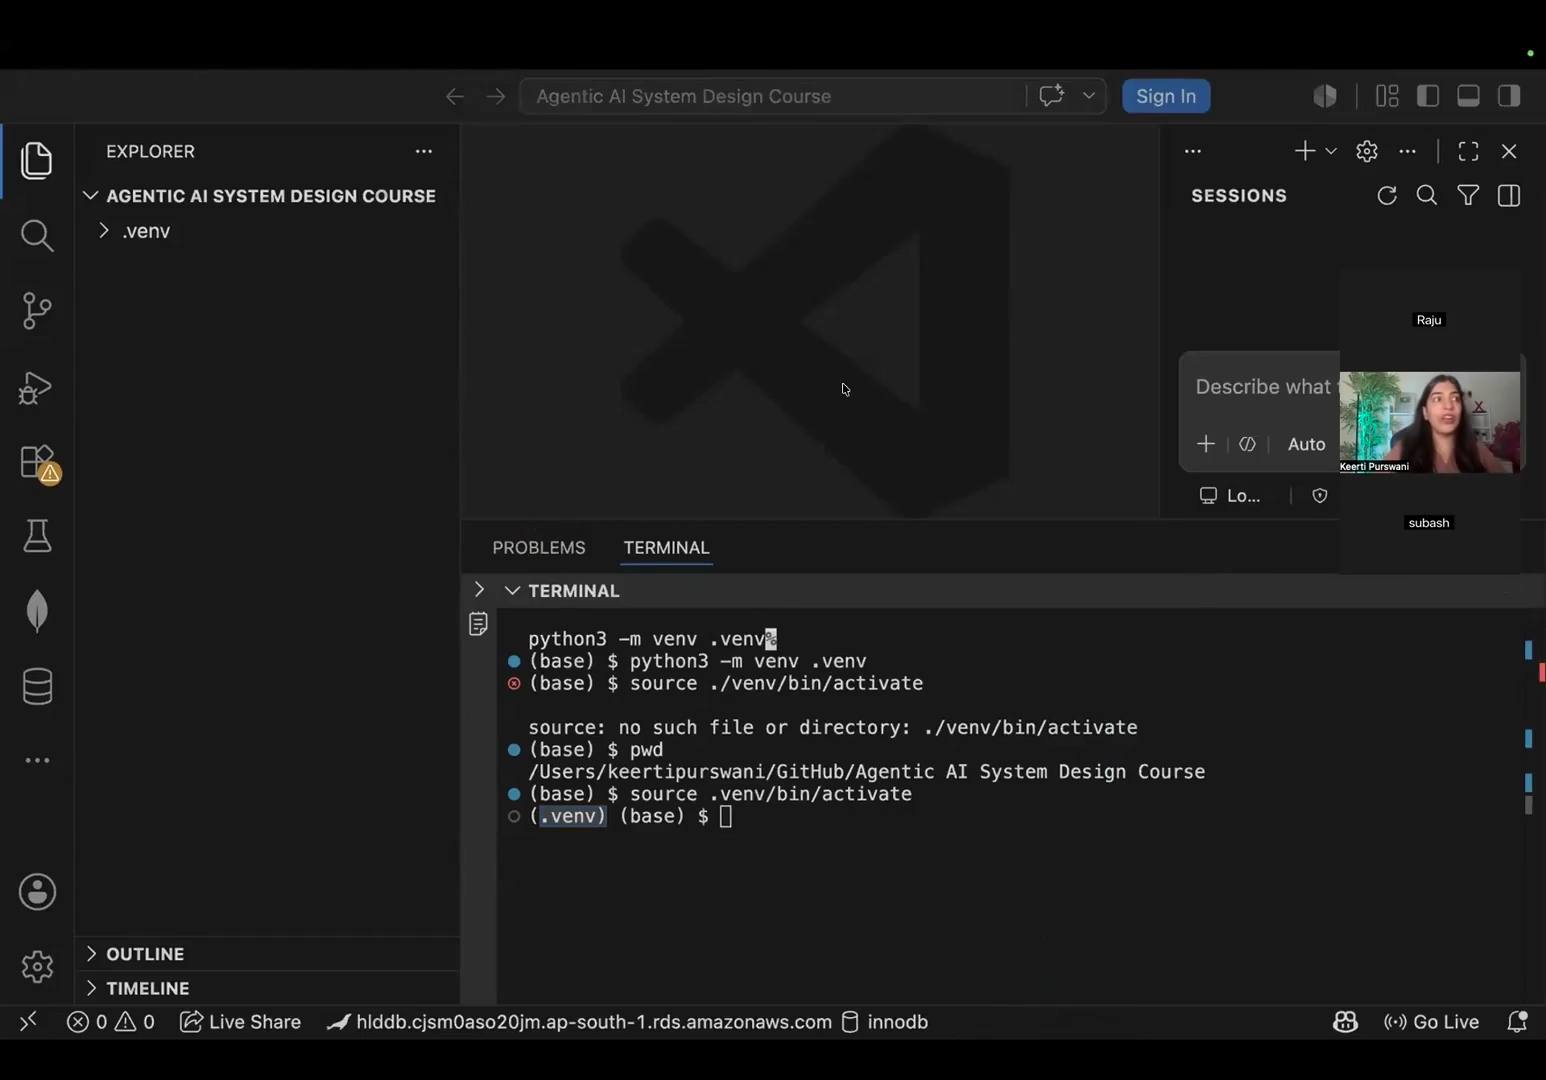 Agentic AI System Design Course
Sign In
EXPLORER
AGENTIC AI SYSTEM DESIGN COURSE
.venv
SESSIONS
Raju
Describe what
Auto
Keerti Purswani
Lo...
subash
PROBLEMS
TERMINAL
TERMINAL
python3 -m venv .venv%
(base) $ python3 -m venv .venv
(base) $ source ./venv/bin/activate
source: no such file or directory: ./venv/bin/activate
(base) $ pwd
/Users/keertipurswani/GitHub/Agentic AI System Design Course
(base) $ source .venv/bin/activate
(.venv) (base) $
OUTLINE
TIMELINE
0 0 Live Share hlddb.cjsm0aso20jm.ap-south-1.rds.amazonaws.com innodb Go Live